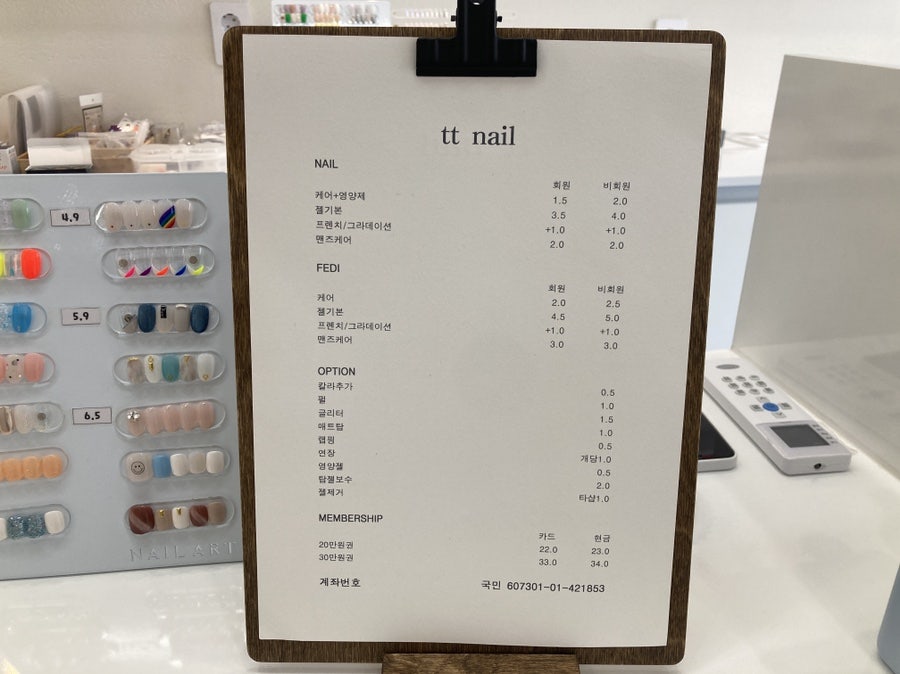 tt nail
NAIL
회원 비회원
케어+영양제 1.5 2.0
젤기본 3.5 4.0
프렌치/그라데이션 +1.0 +1.0
맨즈케어 2.0 2.0
FEDI
회원 비회원
케어 2.0 2.5
젤기본 4.5 5.0
프렌치/그라데이션 +1.0 +1.0
맨즈케어 3.0 3.0
OPTION
칼라추가 0.5
펄 1.0
글리터 1.5
매트탑 1.0
랩핑 0.5
연장 개당1.0
영양젤 0.5
탑젤보수 2.0
젤제거 타샵1.0
MEMBERSHIP
카드 현금
20만원권 22.0 23.0
30만원권 33.0 34.0
계좌번호 국민 607301-01-421853
4.9
5.9
6.5
NAIL ART